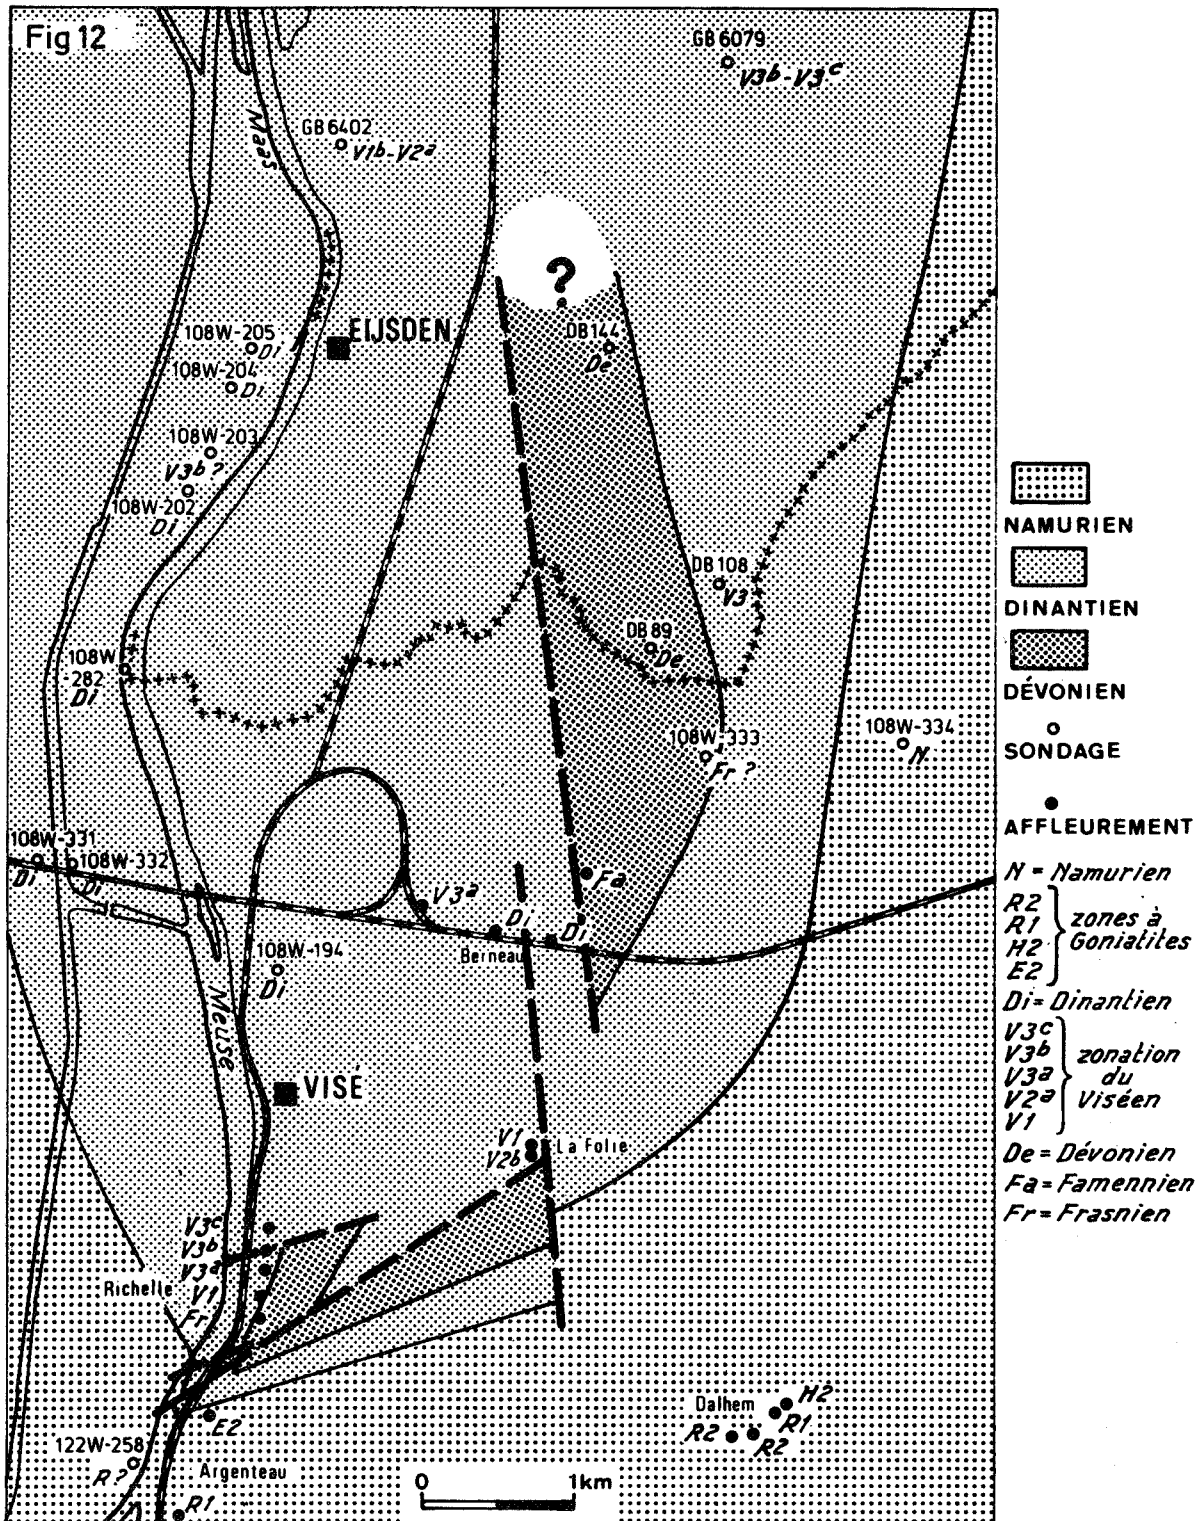 Fig 12
GB 6079
V3b-V3c
Maas
GB 6402
V1b-V2a
?
108W-205
Di
EIJSDEN
DB 144
De
108W-204
Di
108W-203
V3b?
108W-202
Di
DB 108
V3
DB 89
De
108W
-282
Di
108W-333
Fr?
108W-334
N
108W-331
Di
108W-332
Di
V3a
Fa
Di
Di
Berneau
108W-194
Di
Meuse
VISÉ
V1
V2b
La Folie
V3c
V3b
V3a
V1
Fr
Richelle
E2
Dalhem
H2
R1
R2
R2
122W-258
R?
Argenteau
R1
0 1km
NAMURIEN
DINANTIEN
DÉVONIEN
SONDAGE
AFFLEUREMENT
N = Namurien
R2
R1
H2
E2
zones à
Goniatites
Di = Dinantien
V3c
V3b
V3a
V2a
V1
zonation
du
Viséen
De = Dévonien
Fa = Famennien
Fr = Frasnien